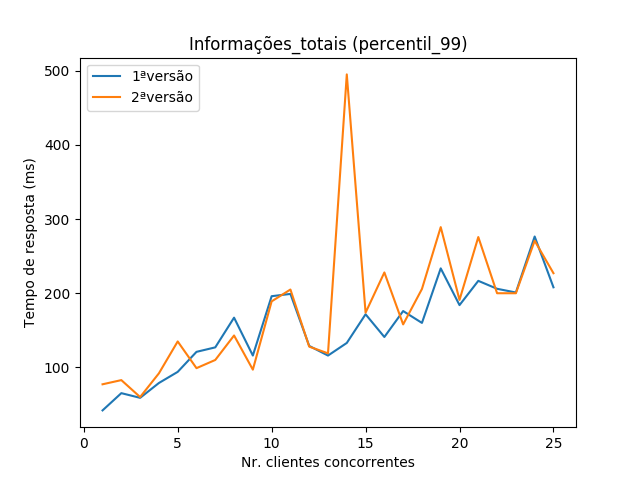 Informações_totais (percentil_99)
1ªversão
2ªversão
Tempo de resposta (ms)
500
400
300
200
100
0
5
10
15
20
25
Nr. clientes concorrentes